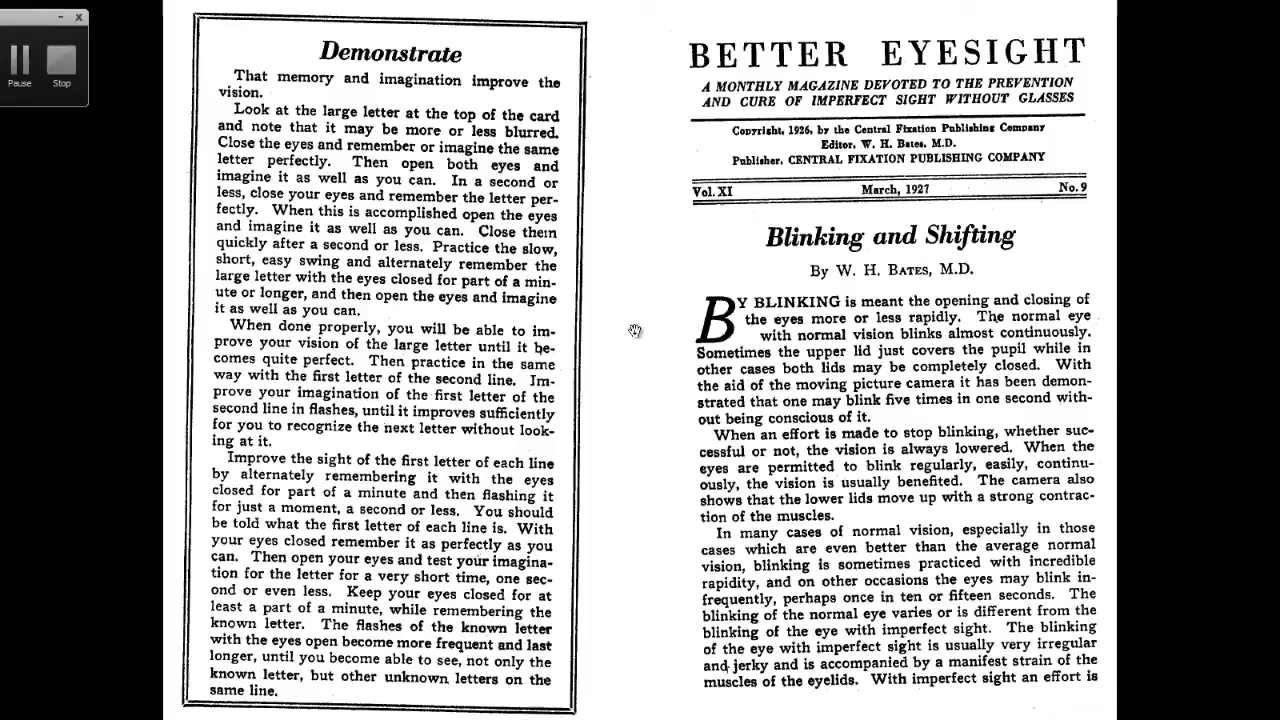 Pause
Stop
Demonstrate
That memory and imagination improve the
vision.
Look at the large letter at the top of the card
and note that it may be more or less blurred.
Close the eyes and remember or imagine the same
letter perfectly. Then open both eyes and
imagine it as well as you can. In a second or
less, close your eyes and remember the letter per-
fectly. When this is accomplished open the eyes
and imagine it as well as you can. Close them
quickly after a second or less. Practice the slow,
short, easy swing and alternately remember the
large letter with the eyes closed for part of a min-
ute or longer, and then open the eyes and imagine
it as well as you can.
When done properly, you will be able to im-
prove your vision of the large letter until it be-
comes quite perfect. Then practice in the same
way with the first letter of the second line. Im-
prove your imagination of the first letter of the
second line in flashes, until it improves sufficiently
for you to recognize the next letter without look-
ing at it.
Improve the sight of the first letter of each line
by alternately remembering it with the eyes
closed for part of a minute and then flashing it
for just a moment, a second or less. You should
be told what the first letter of each line is. With
your eyes closed remember it as perfectly as you
can. Then open your eyes and test your imagina-
tion for the letter for a very short time, one sec-
ond or even less. Keep your eyes closed for at
least a part of a minute, while remembering the
known letter. The flashes of the known letter
with the eyes open become more frequent and last
longer, until you become able to see, not only the
known letter, but other unknown letters on the
same line.
BETTER EYESIGHT
A MONTHLY MAGAZINE DEVOTED TO THE PREVENTION
AND CURE OF IMPERFECT SIGHT WITHOUT GLASSES
Copyright, 1926, by the Central Fixation Publishing Company
Editor, W. H. Bates, M.D.
Publisher, CENTRAL FIXATION PUBLISHING COMPANY
Vol. XI March, 1927 No. 9
Blinking and Shifting
By W. H. BATES, M.D.
BY BLINKING is meant the opening and closing of
the eyes more or less rapidly. The normal eye
with normal vision blinks almost continuously.
Sometimes the upper lid just covers the pupil while in
other cases both lids may be completely closed. With
the aid of the moving picture camera it has been demon-
strated that one may blink five times in one second with-
out being conscious of it.
When an effort is made to stop blinking, whether suc-
cessful or not, the vision is always lowered. When the
eyes are permitted to blink regularly, easily, continu-
ously, the vision is usually benefited. The camera also
shows that the lower lids move up with a strong contrac-
tion of the muscles.
In many cases of normal vision, especially in those
cases which are even better than the average normal
vision, blinking is sometimes practiced with incredible
rapidity, and on other occasions the eyes may blink in-
frequently, perhaps once in ten or fifteen seconds. The
blinking of the normal eye varies or is different from the
blinking of the eye with imperfect sight. The blinking
of the eye with imperfect sight is usually very irregular
and jerky and is accompanied by a manifest strain of the
muscles of the eyelids. With imperfect sight an effort is